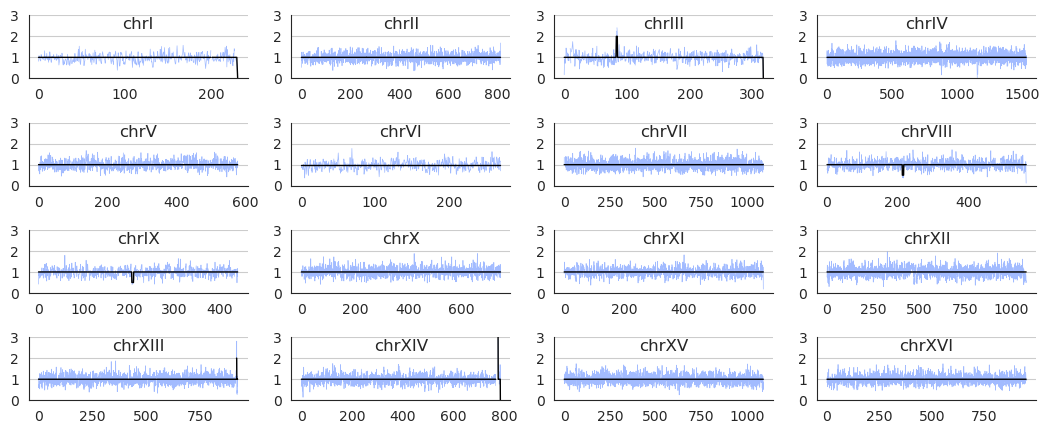 chrI chrII chrIII chrIV
3 3 3 3
2 2 2 2
1 1 1 1
0 0 0 0
0 100 200 0 200 400 600 800 0 100 200 300 0 500 1000 1500
chrV chrVI chrVII chrVIII
3 3 3 3
2 2 2 2
1 1 1 1
0 0 0 0
0 200 400 600 0 100 200 0 250 500 750 1000 0 200 400
chrIX chrX chrXI chrXII
3 3 3 3
2 2 2 2
1 1 1 1
0 0 0 0
0 100 200 300 400 0 200 400 600 0 200 400 600 0 250 500 750 1000
chrXIII chrXIV chrXV chrXVI
3 3 3 3
2 2 2 2
1 1 1 1
0 0 0 0
0 250 500 750 0 200 400 600 800 0 250 500 750 1000 0 250 500 750